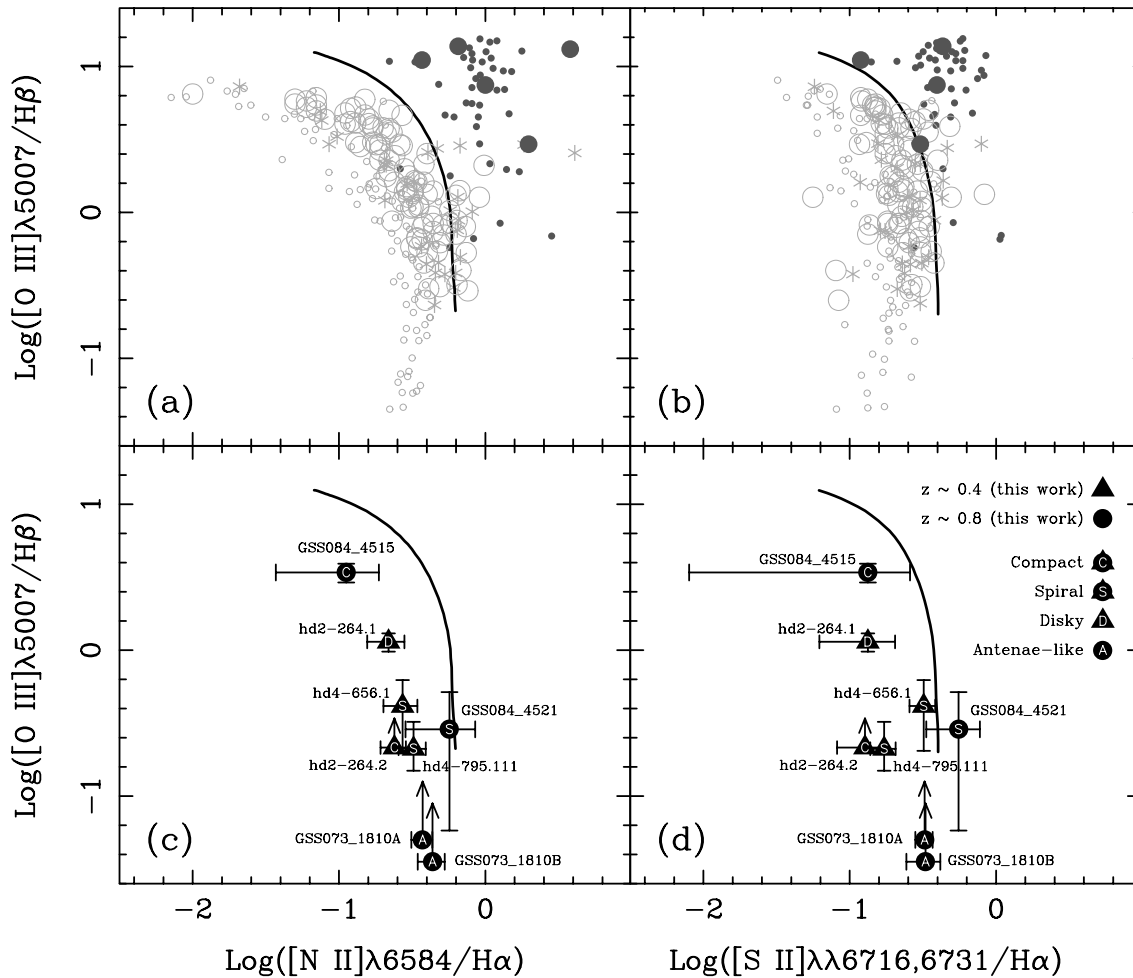 Log([O III]λ5007/Hβ)
1
0
−1
(a)
(b)
Log([O III]λ5007/Hβ)
1
0
−1
z ~ 0.4 (this work)
z ~ 0.8 (this work)
Compact C
Spiral S
Disky D
Antenae-like A
GSS084_4515
C
hd2-264.1
D
hd4-656.1
S
GSS084_4521
S
C
S
hd2-264.2
hd4-795.111
GSS073_1810A
A
A
GSS073_1810B
(c)
GSS084_4515
C
hd2-264.1
D
hd4-656.1
S
GSS084_4521
S
C
S
hd2-264.2
hd4-795.111
GSS073_1810A
A
A
GSS073_1810B
(d)
−2 −1 0
−2 −1 0
Log([N II]λ6584/Hα)
Log([S II]λλ6716,6731/Hα)